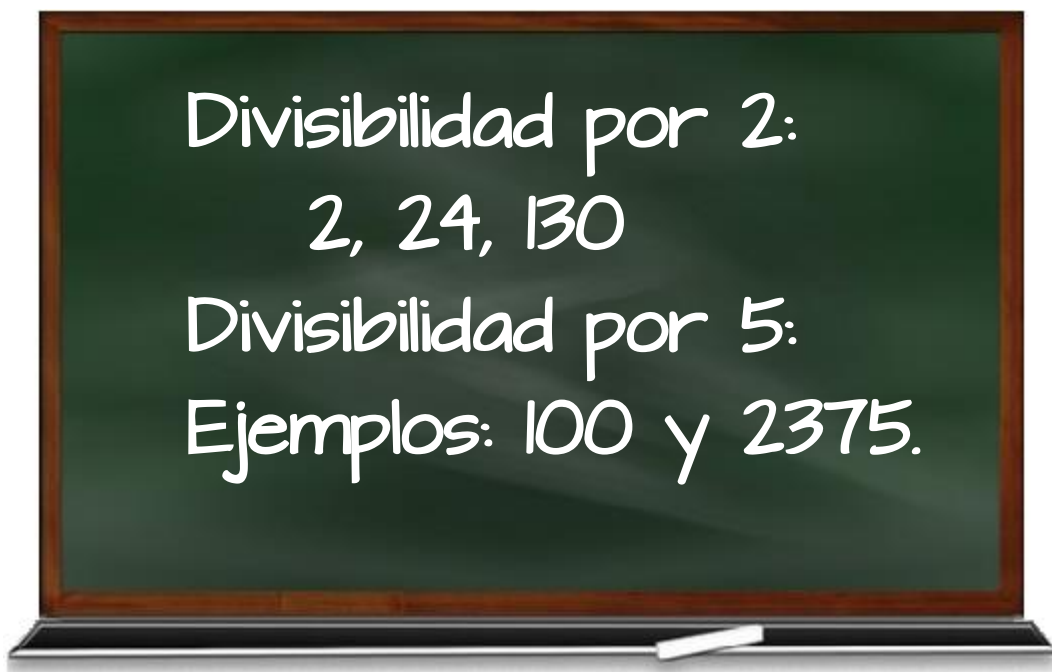 Divisibilidad por 2:
2, 24, 130
Divisibilidad por 5:
Ejemplos: 100 y 2375.